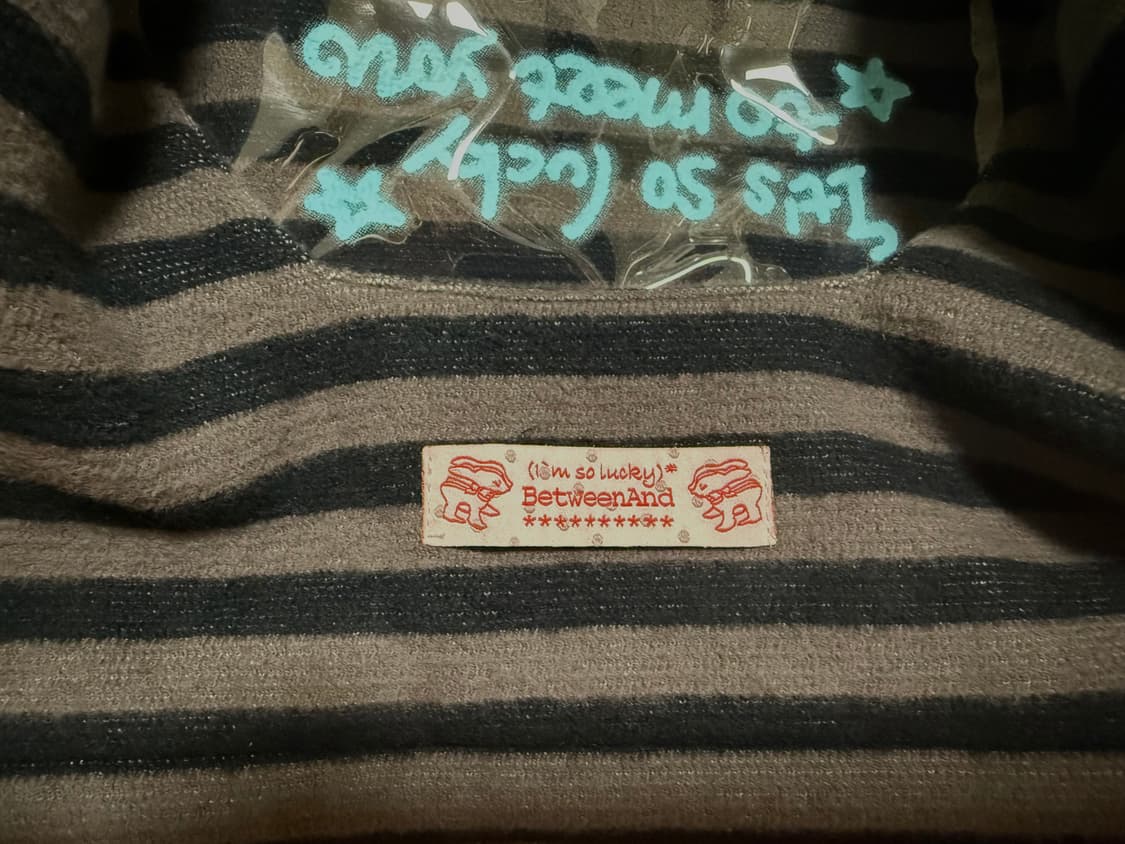 It's so lucky
to meet you
(i'm so lucky)*
BetweenAnd
**********